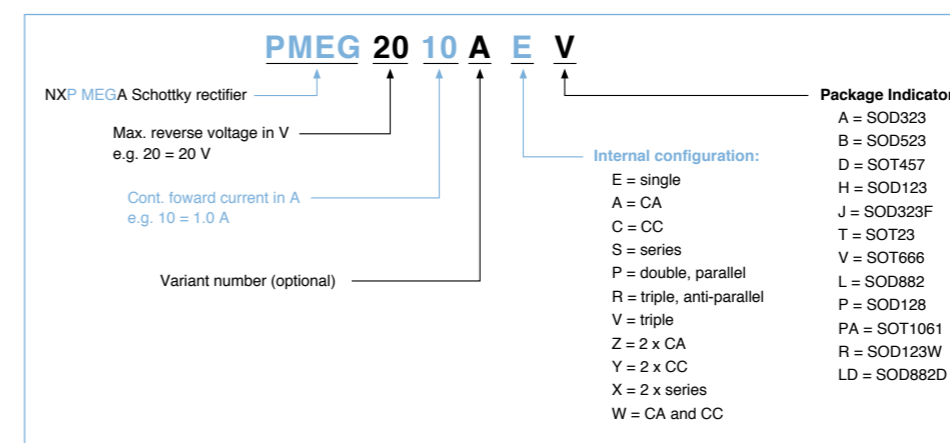 PMEG 20 10 A E V
NXP MEGA Schottky rectifier
Max. reverse voltage in V
e.g. 20 = 20 V
Cont. foward current in A
e.g. 10 = 1.0 A
Variant number (optional)
Internal configuration:
E = single
A = CA
C = CC
S = series
P = double, parallel
R = triple, anti-parallel
V = triple
Z = 2 x CA
Y = 2 x CC
X = 2 x series
W = CA and CC
Package Indicator
A = SOD323
B = SOD523
D = SOT457
H = SOD123
J = SOD323F
T = SOT23
V = SOT666
L = SOD882
P = SOD128
PA = SOT1061
R = SOD123W
LD = SOD882D